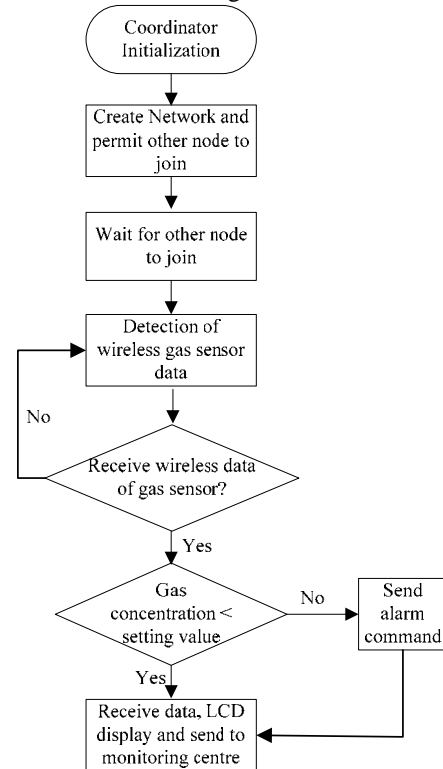 Coordinator
Initialization
Create Network and
permit other node to
join
Wait for other node
to join
Detection of
wireless gas sensor
data
No
Receive wireless data
of gas sensor?
Yes
Gas
concentration <
setting value
No
Send
alarm
command
Yes
Receive data, LCD
display and send to
monitoring centre